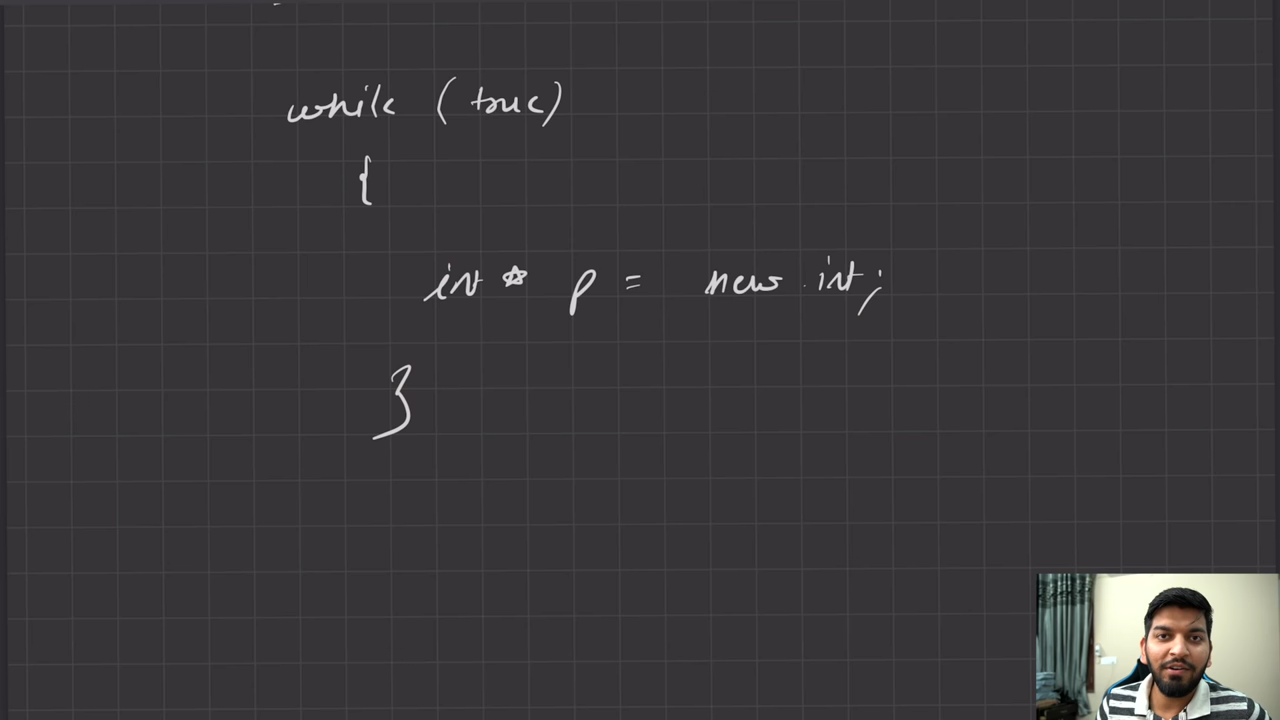 while (true)
{
int * p = new int;
}